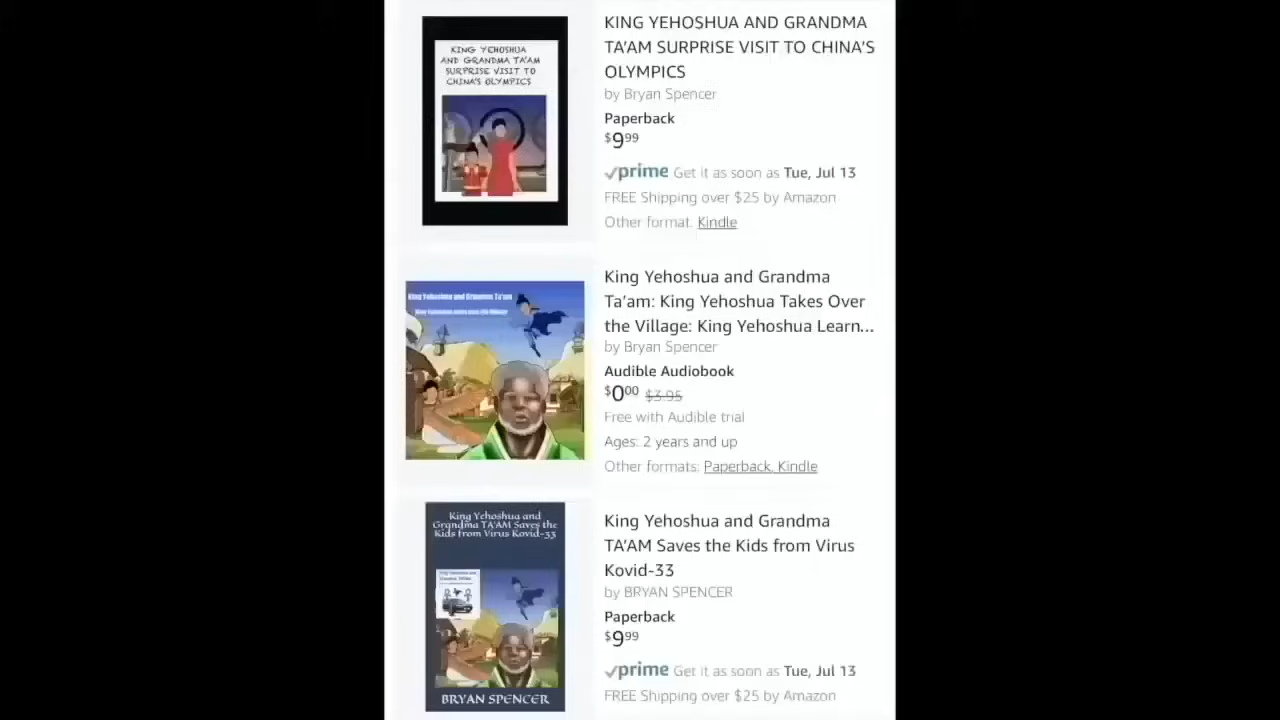 KING YEHOSHUA
AND GRANDMA TA'AM
SURPRISE VISIT TO
CHINA'S OLYMPICS
KING YEHOSHUA AND GRANDMA
TA'AM SURPRISE VISIT TO CHINA'S
OLYMPICS
by Bryan Spencer
Paperback
$9.99
prime Get it as soon as Tue, Jul 13
FREE Shipping over $25 by Amazon
Other format: Kindle
King Yehoshua and Grandma Ta'am
King Yehoshua takes over the Village
King Yehoshua and Grandma
Ta'am: King Yehoshua Takes Over
the Village: King Yehoshua Learn...
by Bryan Spencer
Audible Audiobook
$0.00 $3.95
Free with Audible trial
Ages: 2 years and up
Other formats: Paperback, Kindle
King Yehoshua and
Grandma TA'AM Saves the
Kids from Virus Kovid-33
BRYAN SPENCER
King Yehoshua and Grandma
TA'AM Saves the Kids from Virus
Kovid-33
by BRYAN SPENCER
Paperback
$9.99
prime Get it as soon as Tue, Jul 13
FREE Shipping over $25 by Amazon